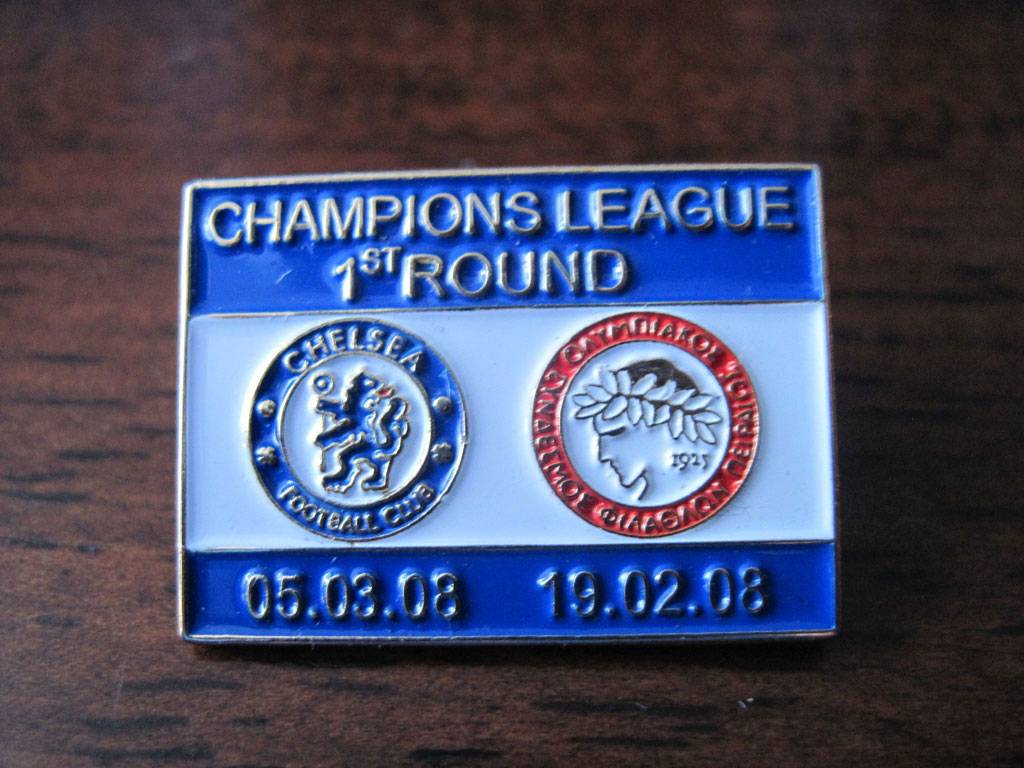 CHAMPIONS LEAGUE
1ST ROUND
CHELSEA
FOOTBALL CLUB
ΟΛΥΜΠΙΑΚΟΣ ΣΥΝΔΕΣΜΟΣ ΦΙΛΑΘΛΩΝ ΠΕΙΡΑΙΩΣ
1925
05.03.08
19.02.08